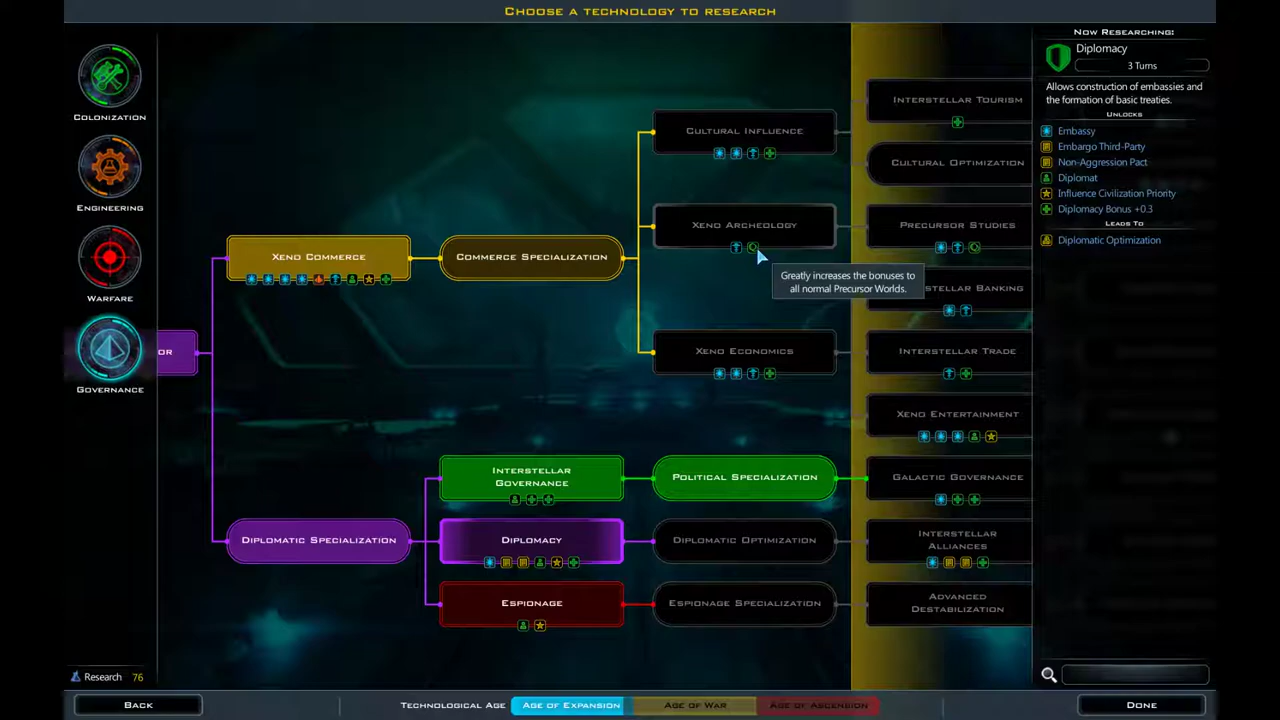 Choose a Technology to Research
Colonization
Engineering
Warfare
Governance
Research 76
Back
OR
Xeno Commerce
Commerce Specialization
Cultural Influence
Xeno Archeology
Greatly increases the bonuses to
all normal Precursor Worlds.
Xeno Economics
Diplomatic Specialization
Interstellar
Governance
Political Specialization
Diplomacy
Diplomatic Optimization
Espionage
Espionage Specialization
Interstellar Tourism
Cultural Optimization
Precursor Studies
stellar Banking
Interstellar Trade
Xeno Entertainment
Galactic Governance
Interstellar
Alliances
Advanced
Destabilization
Now Researching:
Diplomacy
3 Turns
Allows construction of embassies and
the formation of basic treaties.
Unlocks
Embassy
Embargo Third-Party
Non-Aggression Pact
Diplomat
Influence Civilization Priority
Diplomacy Bonus +0.3
Leads To
Diplomatic Optimization
Technological Age
Age of Expansion
Age of War
Age of Ascension
Done